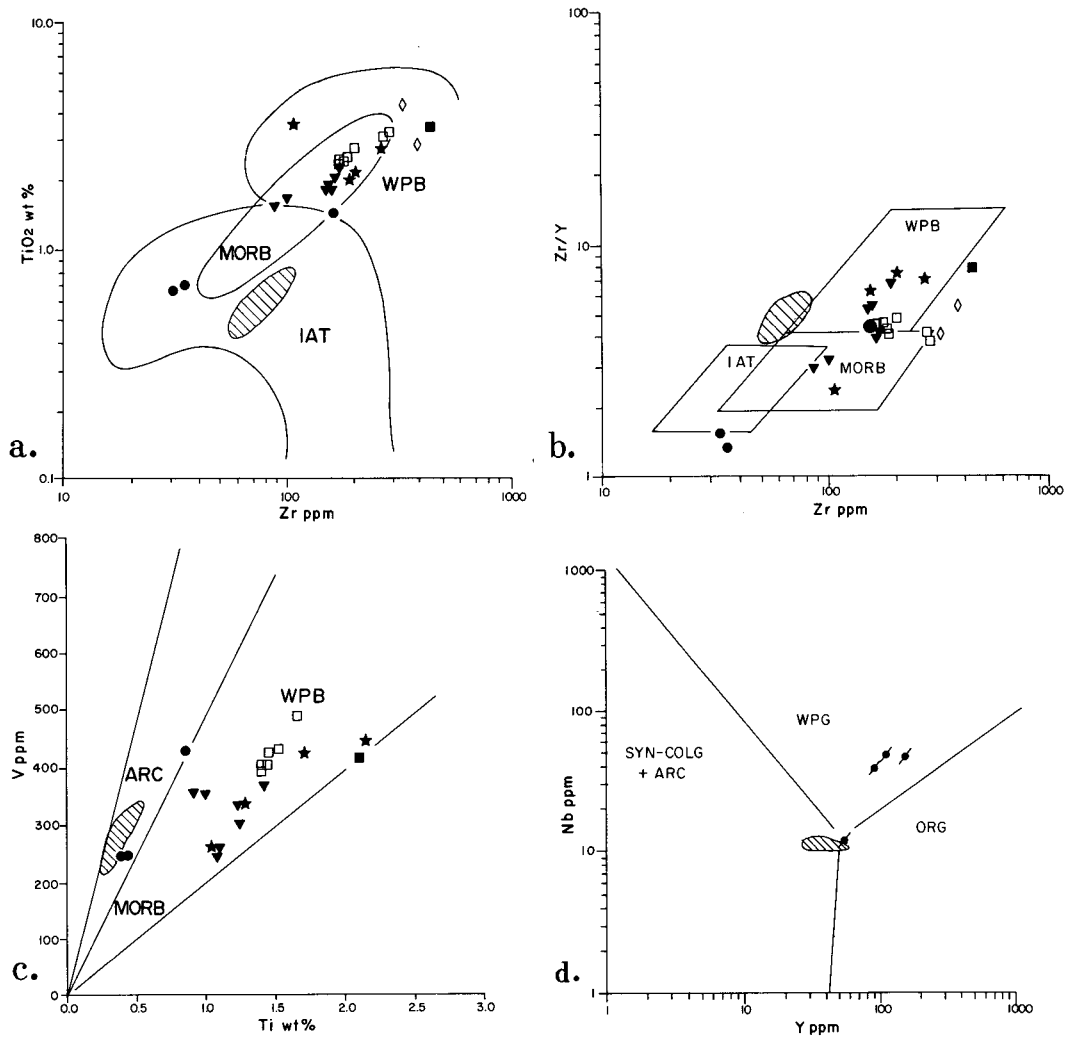 10.0
1.0
0.1
TiO2 wt %
WPB
MORB
IAT
a.
10
100
1000
Zr ppm
100
10
1
Zr/Y
WPB
IAT
MORB
b.
10
100
1000
Zr ppm
800
700
600
500
400
300
200
100
0
V ppm
WPB
ARC
MORB
c.
0.0
0.5
1.0
1.5
2.0
2.5
3.0
Ti wt%
1000
100
10
1
Nb ppm
WPG
SYN-COLG
+ ARC
ORG
d.
1
10
100
1000
Y ppm